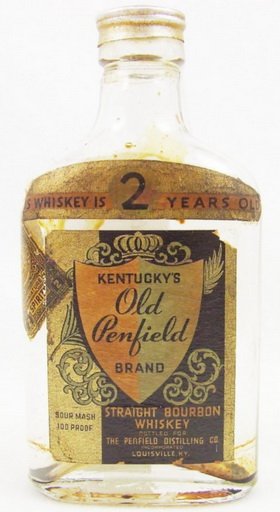 S WHISKEY IS 2 YEARS OL
KENTUCKY'S
Old
Penfield
BRAND
SOUR MASH
100 PROOF
STRAIGHT BOURBON
WHISKEY
BOTTLED FOR
THE PENFIELD DISTILLING CO.
INCORPORATED
LOUISVILLE, KY.